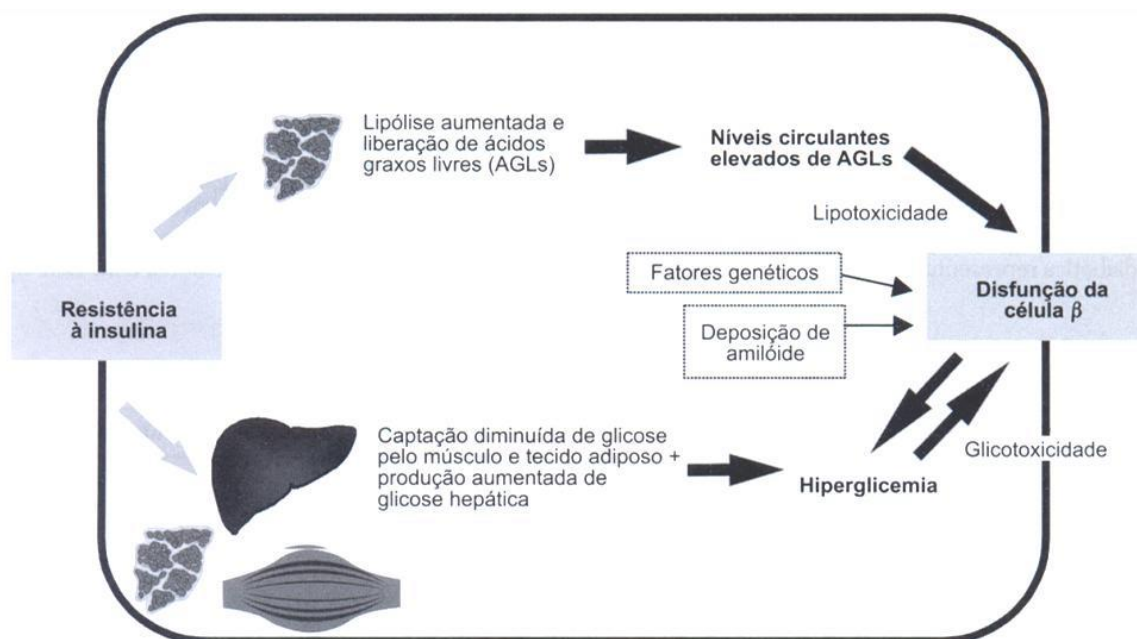 Lipólise aumentada e
liberação de ácidos
graxos livres (AGLs)
Níveis circulantes
elevados de AGLs
Lipotoxicidade
Fatores genéticos
Resistência
à insulina
Disfunção da
célula β
Deposição de
amilóide
Captação diminuída de glicose
pelo músculo e tecido adiposo +
produção aumentada de
glicose hepática
Glicotoxicidade
Hiperglicemia